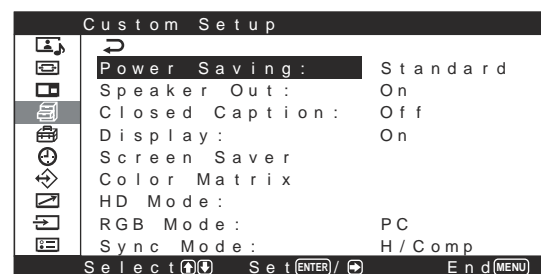 Custom Setup
Power Saving: Standard
Speaker Out: On
Closed Caption: Off
Display: On
Screen Saver
Color Matrix
HD Mode:
RGB Mode: PC
Sync Mode: H/Comp
Select Set ENTER / End MENU